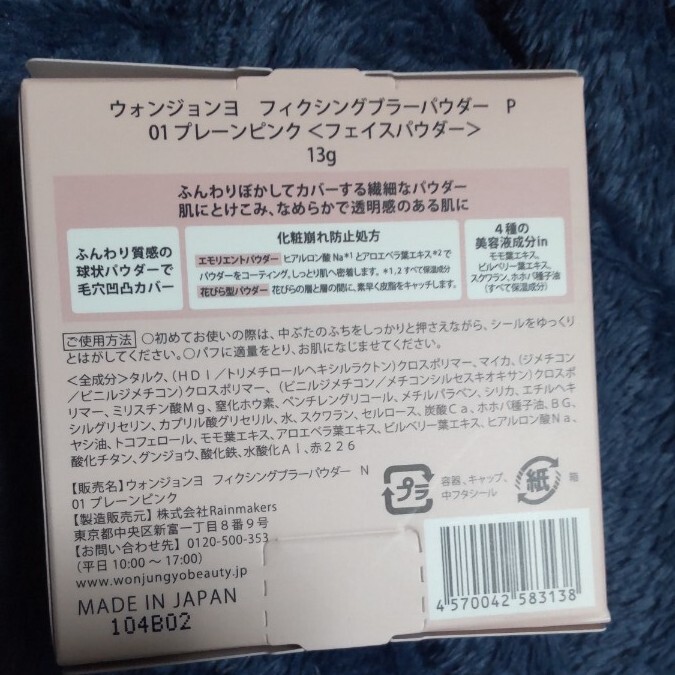 ウォンジョンヨ　フィクシングブラーパウダー　P
01 プレーンピンク＜フェイスパウダー＞
13g
ふんわりぼかしてカバーする繊細なパウダー
肌にとけこみ、なめらかで透明感のある肌に
ふんわり質感の
球状パウダーで
毛穴凹凸カバー
化粧崩れ防止処方
エモリエントパウダー ヒアルロン酸Na*1とアロエベラ葉エキス*2で
パウダーをコーティング。しっとり肌へ密着します。 *1,2 すべて保湿成分
花びら型パウダー 花びらの層と層の間に、素早く皮脂をキャッチします。
4種の
美容液成分in
モモ葉エキス、
ビルベリー葉エキス、
スクワラン、ホホバ種子油
(すべて保湿成分)
ご使用方法 ○初めてお使いの際は、中ぶたのふちをしっかりと押さえながら、シールをゆっくり
とはがしてください。○パフに適量をとり、お肌になじませてください。
＜全成分＞タルク、（ＨＤＩ／トリメチロールヘキシルラクトン）クロスポリマー、マイカ、（ジメチコン
／ビニルジメチコン）クロスポリマー、（ビニルジメチコン／メチコンシルセスキオキサン）クロスポ
リマー、ミリスチン酸Ｍｇ、窒化ホウ素、ペンチレングリコール、メチルパラベン、シリカ、エチルヘキ
シルグリセリン、カプリル酸グリセリル、水、スクワラン、セルロース、炭酸Ｃａ、ホホバ種子油、ＢＧ、
ヤシ油、トコフェロール、モモ葉エキス、アロエベラ葉エキス、ビルベリー葉エキス、ヒアルロン酸Ｎａ、
酸化チタン、グンジョウ、酸化鉄、水酸化Ａｌ、赤２２６
【販売名】ウォンジョンヨ　フィクシングブラーパウダー　N
01 プレーンピンク
【製造販売元】株式会社Rainmakers
東京都中央区新富一丁目８番９号
【お問い合わせ先】0120-500-353
(平日 10:00 〜 17:00)
www.wonjungyobeauty.jp
MADE IN JAPAN
104B02
プラ
容器、キャップ、
中フタシール
紙
箱
4 570042 583138